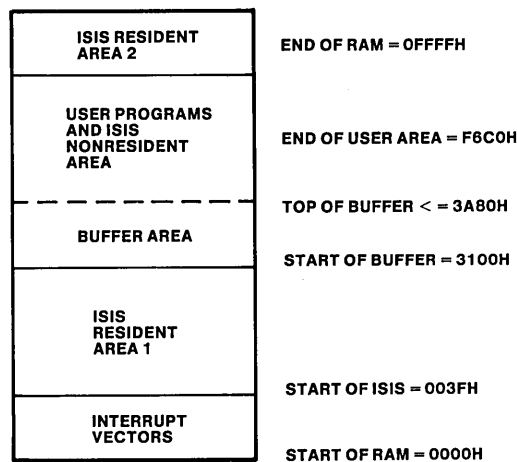 ISIS RESIDENT
AREA 2
END OF RAM = 0FFFFH
USER PROGRAMS
AND ISIS
NONRESIDENT
AREA
END OF USER AREA = F6C0H
TOP OF BUFFER < = 3A80H
BUFFER AREA
START OF BUFFER = 3100H
ISIS
RESIDENT
AREA 1
START OF ISIS = 003FH
INTERRUPT
VECTORS
START OF RAM = 0000H